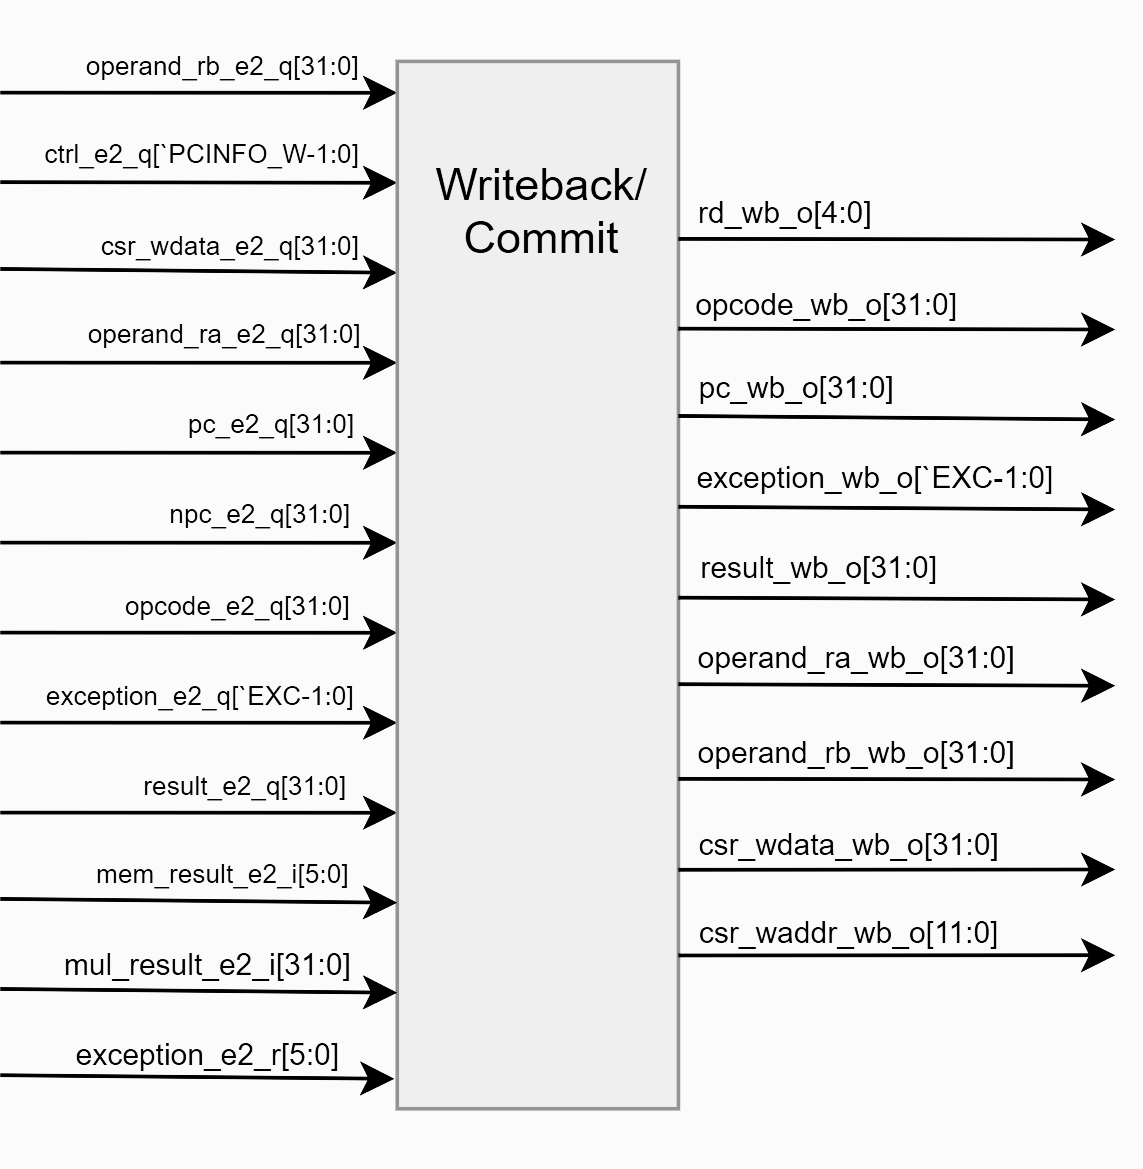 operand_rb_e2_q[31:0]
ctrl_e2_q[`PCINFO_W-1:0]
csr_wdata_e2_q[31:0]
operand_ra_e2_q[31:0]
pc_e2_q[31:0]
npc_e2_q[31:0]
opcode_e2_q[31:0]
exception_e2_q[`EXC-1:0]
result_e2_q[31:0]
mem_result_e2_i[5:0]
mul_result_e2_i[31:0]
exception_e2_r[5:0]
Writeback/
Commit
rd_wb_o[4:0]
opcode_wb_o[31:0]
pc_wb_o[31:0]
exception_wb_o[`EXC-1:0]
result_wb_o[31:0]
operand_ra_wb_o[31:0]
operand_rb_wb_o[31:0]
csr_wdata_wb_o[31:0]
csr_waddr_wb_o[11:0]